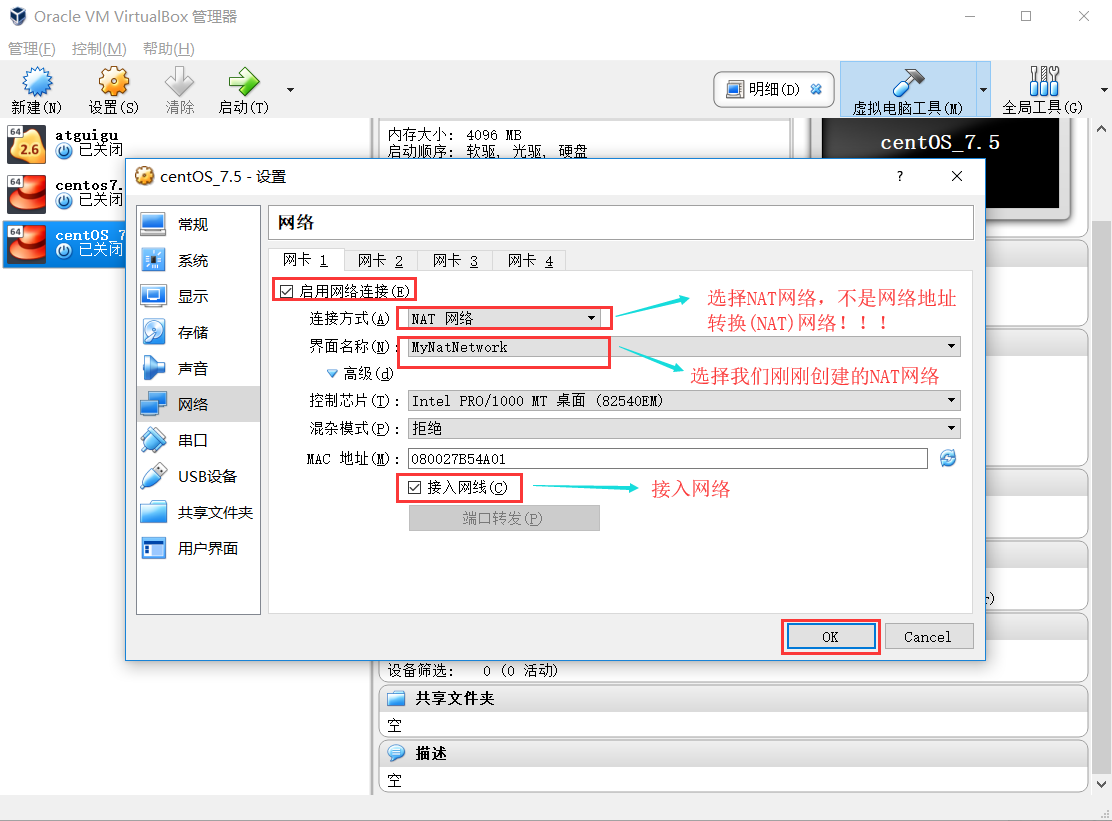 Oracle VM VirtualBox 管理器
管理(F) 控制(M) 帮助(H)
新建(N) 设置(S) 清除 启动(T) 明细(D) 虚拟电脑工具(M) 全局工具(G)
64 2.6 atguigu
已关闭
64 centos7.
已关闭
64 centOS_7
已关闭
内存大小: 4096 MB
启动顺序: 软驱, 光驱, 硬盘
centOS_7.5
centOS_7.5 - 设置
?
常规
系统
显示
存储
声音
网络
串口
USB设备
共享文件夹
用户界面
网络
网卡 1 网卡 2 网卡 3 网卡 4
启用网络连接(E)
连接方式(A) NAT 网络
界面名称(N): MyNatNetwork
高级(d)
控制芯片(T): Intel PRO/1000 MT 桌面 (82540EM)
混杂模式(P): 拒绝
MAC 地址(M): 080027B54A01
接入网线(C)
端口转发(P)
选择NAT网络，不是网络地址
转换(NAT)网络！！！
选择我们刚刚创建的NAT网络
接入网络
OK Cancel
设备筛选: 0 (0 活动)
共享文件夹
空
描述
空